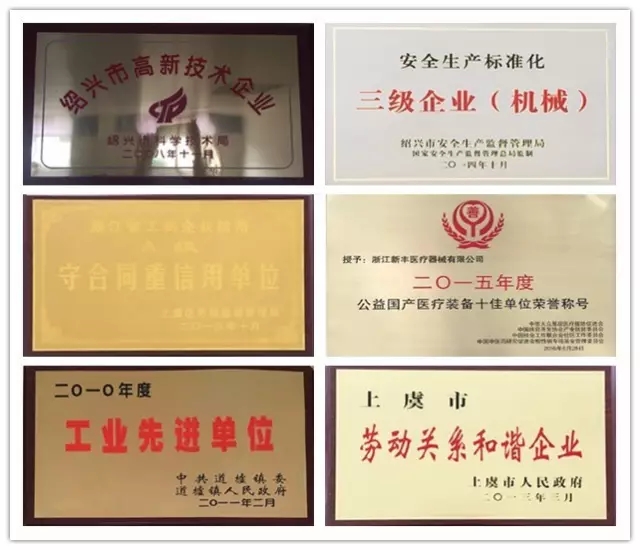 绍兴市高新技术企业
绍兴市科学技术局
二〇〇八年十一月
安全生产标准化
三级企业（机械）
绍兴市安全生产监督管理局
国家安全生产监督管理总局监制
二〇一四年十月
守合同重信用单位
善
授予：浙江新丰医疗器械有限公司
二〇一五年度
公益国产医疗装备十佳单位荣誉称号
二〇一〇年度
工业先进单位
中共道墟镇委
道墟镇人民政府
二〇一一年二月
上虞市
劳动关系和谐企业
上虞市人民政府
二〇一三年三月